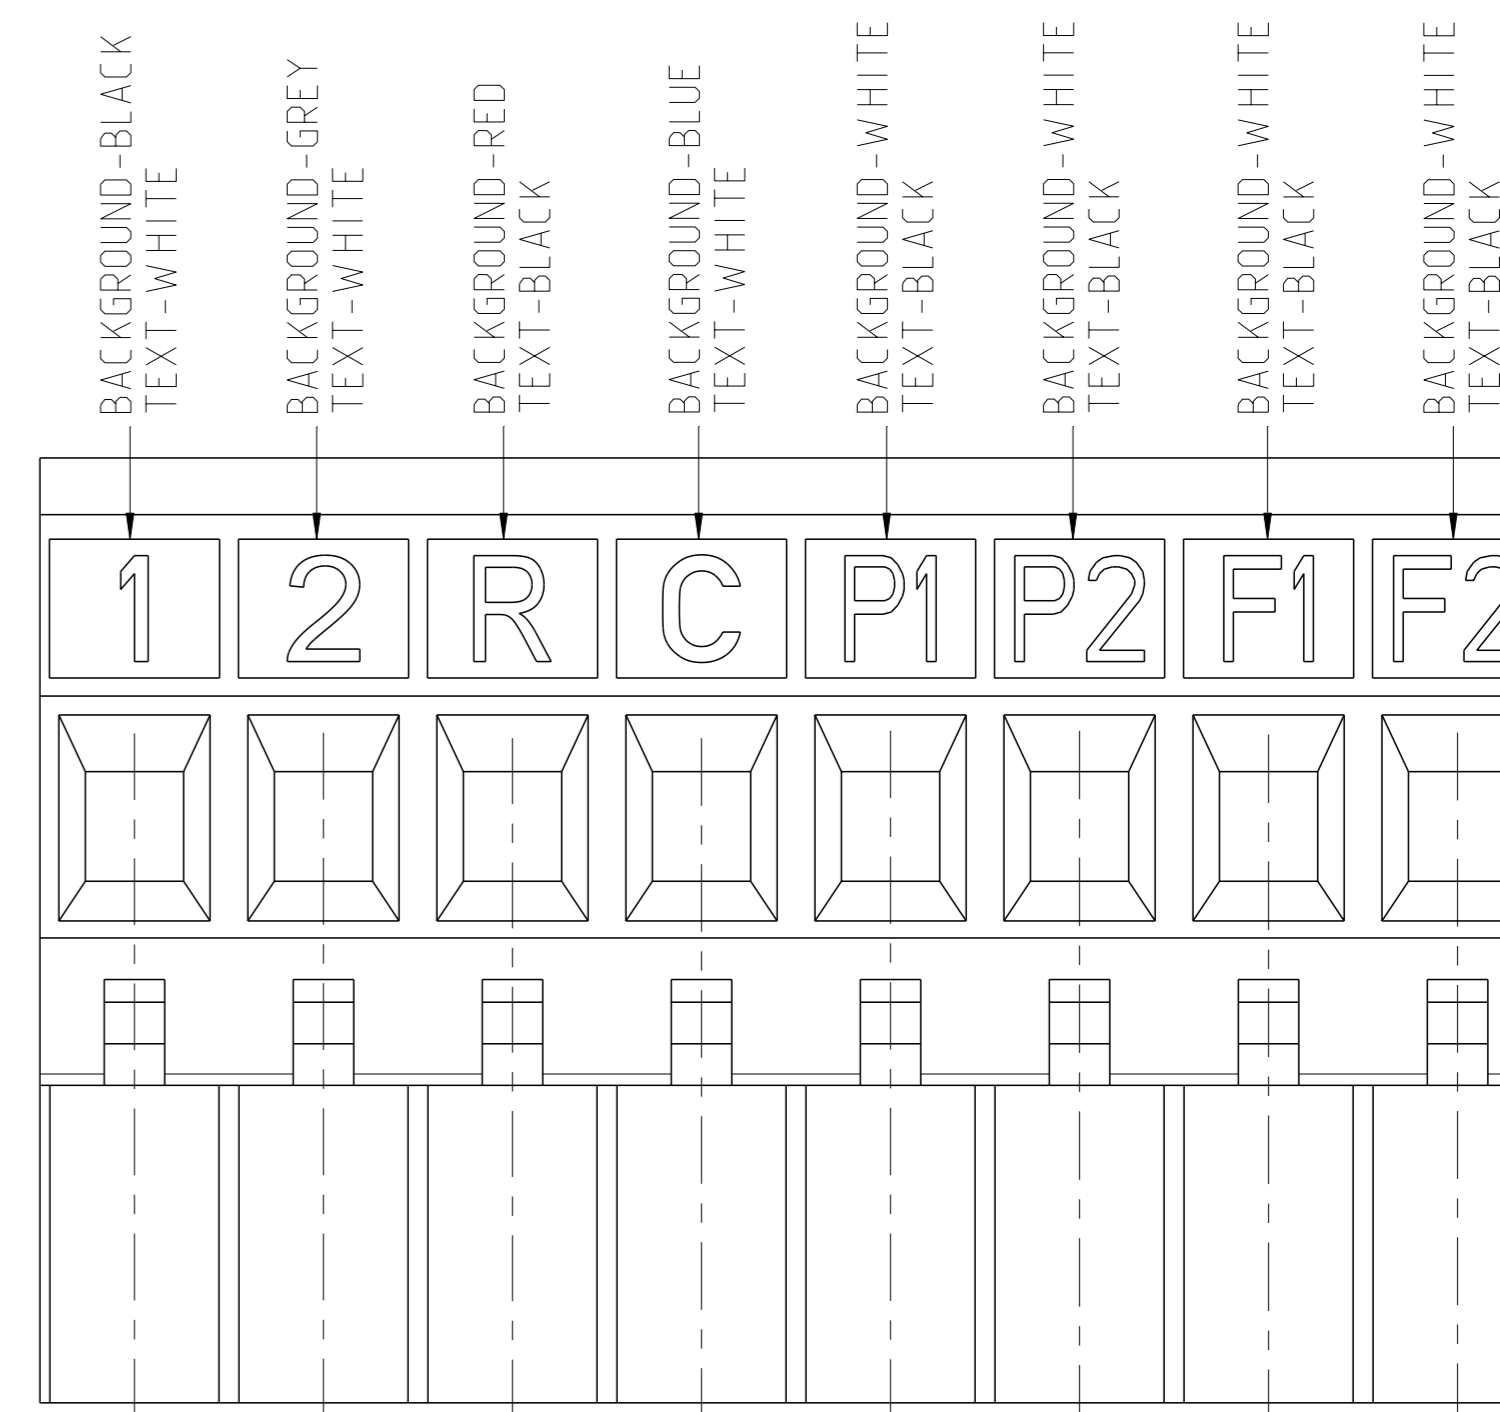 BACKGROUND-BLACK
TEXT-WHITE
BACKGROUND-GREY
TEXT-WHITE
BACKGROUND-RED
TEXT-BLACK
BACKGROUND-BLUE
TEXT-WHITE
BACKGROUND-WHITE
TEXT-BLACK
BACKGROUND-WHITE
TEXT-BLACK
BACKGROUND-WHITE
TEXT-BLACK
BACKGROUND-WHITE
TEXT-BLACK
1 2 R C P1 P2 F1 F2